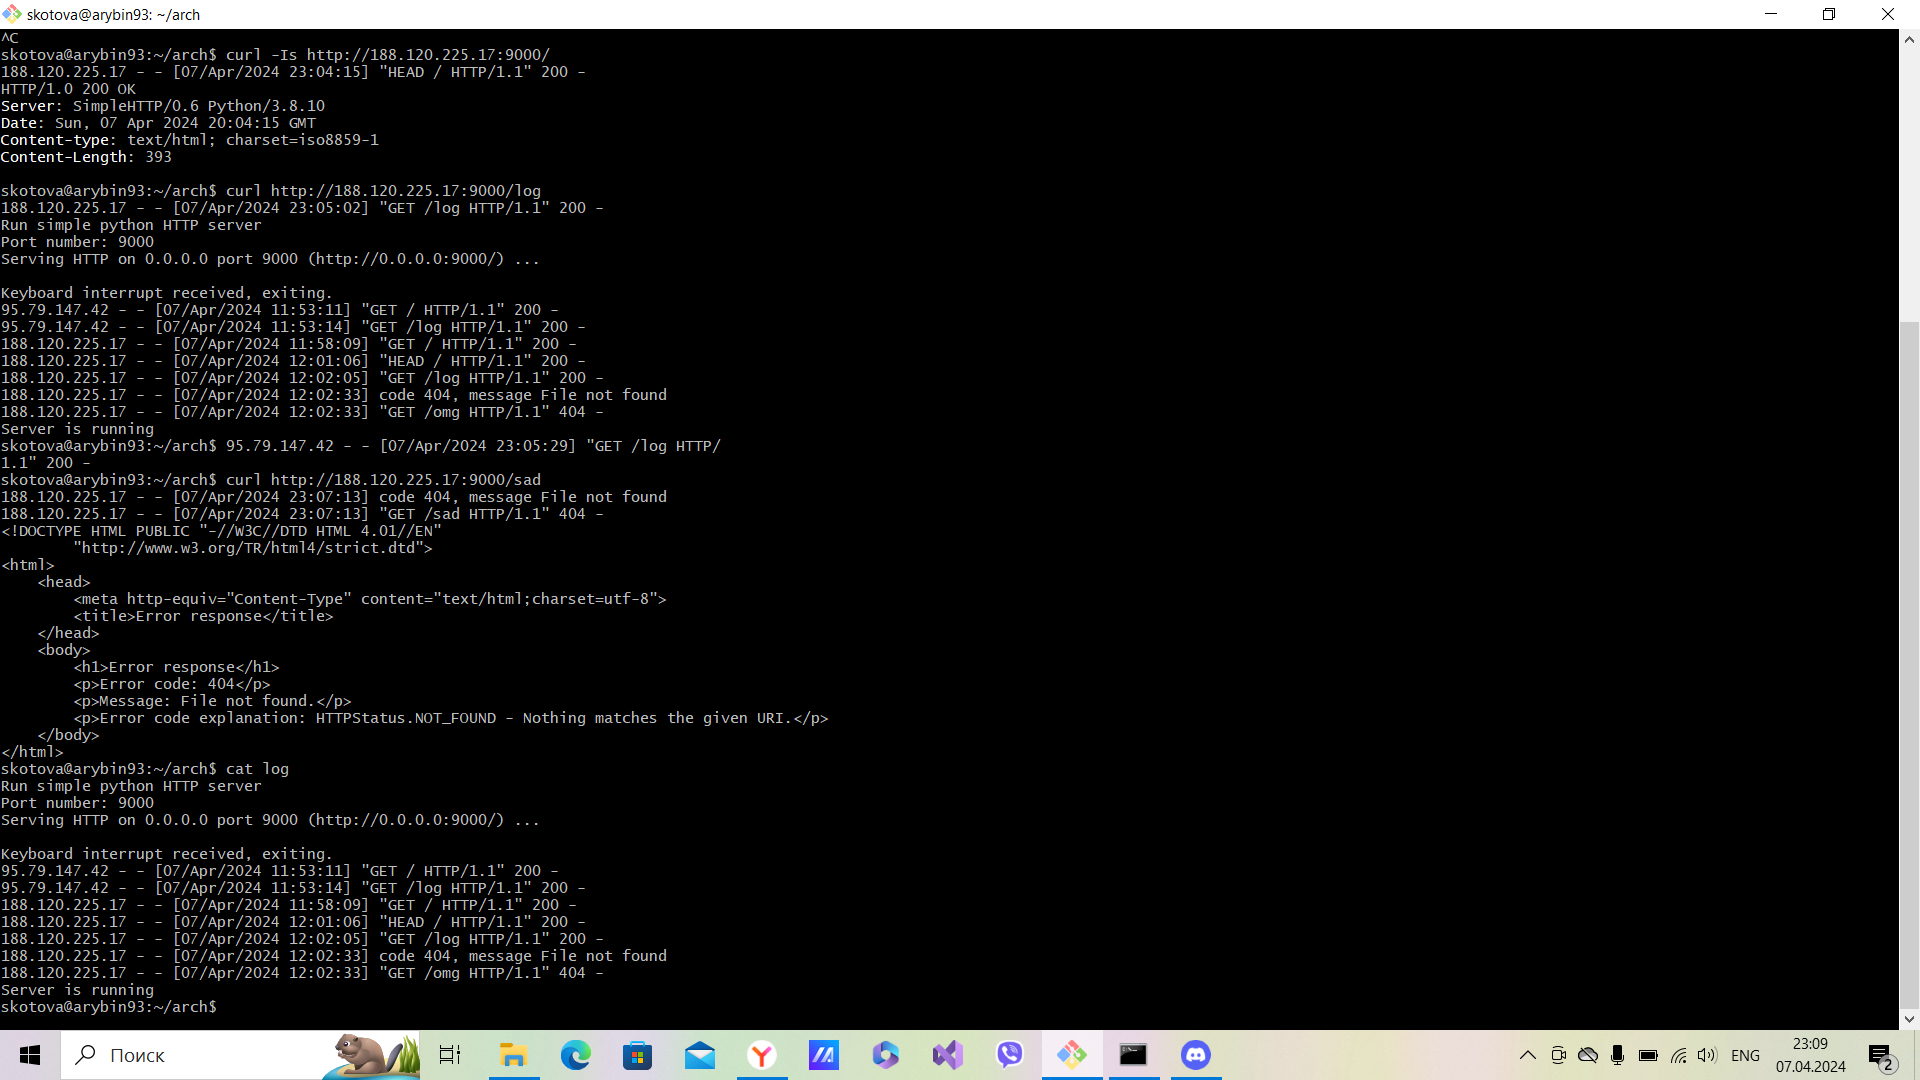 skotova@arybin93: ~/arch
^C
skotova@arybin93:~/arch$ curl -Is http://188.120.225.17:9000/
188.120.225.17 - - [07/Apr/2024 23:04:15] "HEAD / HTTP/1.1" 200 -
HTTP/1.0 200 OK
Server: SimpleHTTP/0.6 Python/3.8.10
Date: Sun, 07 Apr 2024 20:04:15 GMT
Content-type: text/html; charset=iso8859-1
Content-Length: 393
skotova@arybin93:~/arch$ curl http://188.120.225.17:9000/log
188.120.225.17 - - [07/Apr/2024 23:05:02] "GET /log HTTP/1.1" 200 -
Run simple python HTTP server
Port number: 9000
Serving HTTP on 0.0.0.0 port 9000 (http://0.0.0.0:9000/) ...
Keyboard interrupt received, exiting.
95.79.147.42 - - [07/Apr/2024 11:53:11] "GET / HTTP/1.1" 200 -
95.79.147.42 - - [07/Apr/2024 11:53:14] "GET /log HTTP/1.1" 200 -
188.120.225.17 - - [07/Apr/2024 11:58:09] "GET / HTTP/1.1" 200 -
188.120.225.17 - - [07/Apr/2024 12:01:06] "HEAD / HTTP/1.1" 200 -
188.120.225.17 - - [07/Apr/2024 12:02:05] "GET /log HTTP/1.1" 200 -
188.120.225.17 - - [07/Apr/2024 12:02:33] code 404, message File not found
188.120.225.17 - - [07/Apr/2024 12:02:33] "GET /omg HTTP/1.1" 404 -
Server is running
skotova@arybin93:~/arch$ 95.79.147.42 - - [07/Apr/2024 23:05:29] "GET /log HTTP/
1.1" 200 -
skotova@arybin93:~/arch$ curl http://188.120.225.17:9000/sad
188.120.225.17 - - [07/Apr/2024 23:07:13] code 404, message File not found
188.120.225.17 - - [07/Apr/2024 23:07:13] "GET /sad HTTP/1.1" 404 -
<!DOCTYPE HTML PUBLIC "-//W3C//DTD HTML 4.01//EN"
"http://www.w3.org/TR/html4/strict.dtd">
<html>
<head>
<meta http-equiv="Content-Type" content="text/html;charset=utf-8">
<title>Error response</title>
</head>
<body>
<h1>Error response</h1>
<p>Error code: 404</p>
<p>Message: File not found.</p>
<p>Error code explanation: HTTPStatus.NOT_FOUND - Nothing matches the given URI.</p>
</body>
</html>
skotova@arybin93:~/arch$ cat log
Run simple python HTTP server
Port number: 9000
Serving HTTP on 0.0.0.0 port 9000 (http://0.0.0.0:9000/) ...
Keyboard interrupt received, exiting.
95.79.147.42 - - [07/Apr/2024 11:53:11] "GET / HTTP/1.1" 200 -
95.79.147.42 - - [07/Apr/2024 11:53:14] "GET /log HTTP/1.1" 200 -
188.120.225.17 - - [07/Apr/2024 11:58:09] "GET / HTTP/1.1" 200 -
188.120.225.17 - - [07/Apr/2024 12:01:06] "HEAD / HTTP/1.1" 200 -
188.120.225.17 - - [07/Apr/2024 12:02:05] "GET /log HTTP/1.1" 200 -
188.120.225.17 - - [07/Apr/2024 12:02:33] code 404, message File not found
188.120.225.17 - - [07/Apr/2024 12:02:33] "GET /omg HTTP/1.1" 404 -
Server is running
skotova@arybin93:~/arch$
Поиск
ENG
23:09
07.04.2024
2